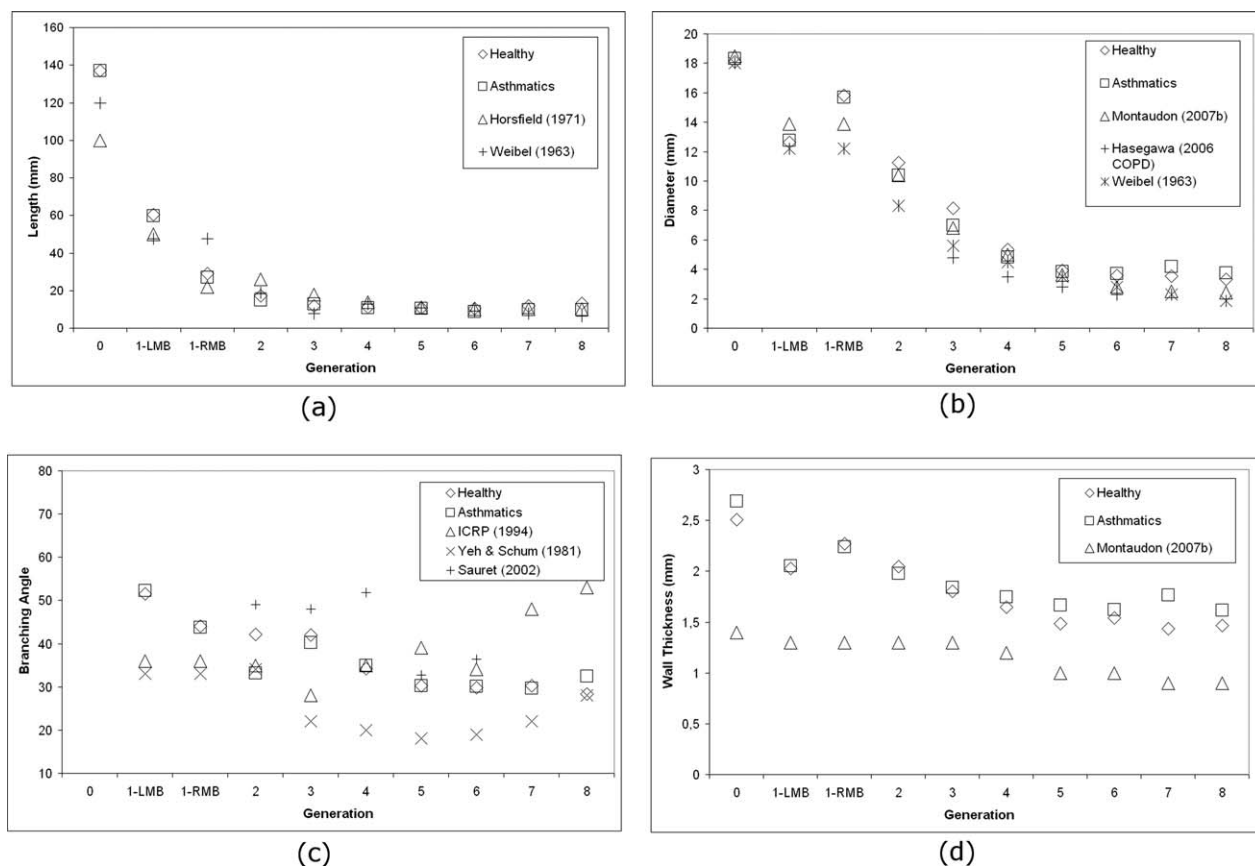 160
140
120
100
80
60
40
20
0
Length (mm)
0 1-LMB 1-RMB 2 3 4 5 6 7 8
Generation
Healthy
Asthmatics
Horsfield (1971)
Weibel (1963)
(a)
20
18
16
14
12
10
8
6
4
2
0
Diameter (mm)
0 1-LMB 1-RMB 2 3 4 5 6 7 8
Generation
Healthy
Asthmatics
Montaudon (2007b)
Hasegawa (2006
COPD)
Weibel (1963)
(b)
80
70
60
50
40
30
20
10
Branching Angle
0 1-LMB 1-RMB 2 3 4 5 6 7 8
Generation
Healthy
Asthmatics
ICRP (1994)
Yeh & Schum (1981)
Sauret (2002)
(c)
3
2,5
2
1,5
1
0,5
0
Wall Thickness (mm)
0 1-LMB 1-RMB 2 3 4 5 6 7 8
Generation
Healthy
Asthmatics
Montaudon (2007b)
(d)